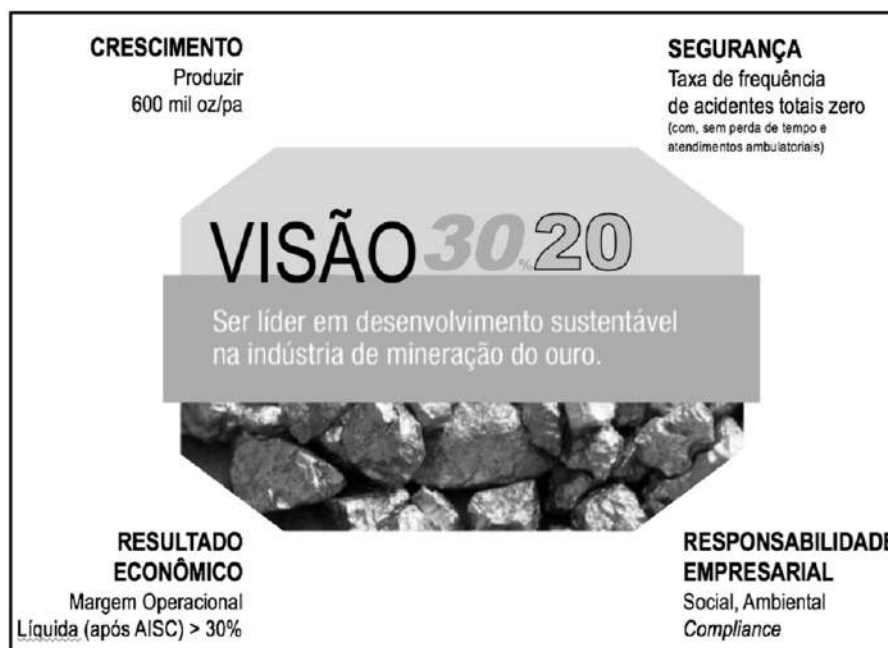 CRESCIMENTO
Produzir
600 mil oz/pa
SEGURANÇA
Taxa de frequência
de acidentes totais zero
(com, sem perda de tempo e
atendimentos ambulatoriais)
VISÃO 30%20
Ser líder em desenvolvimento sustentável
na indústria de mineração do ouro.
RESULTADO
ECONÔMICO
Margem Operacional
Líquida (após AISC) > 30%
RESPONSABILIDADE
EMPRESARIAL
Social, Ambiental
Compliance